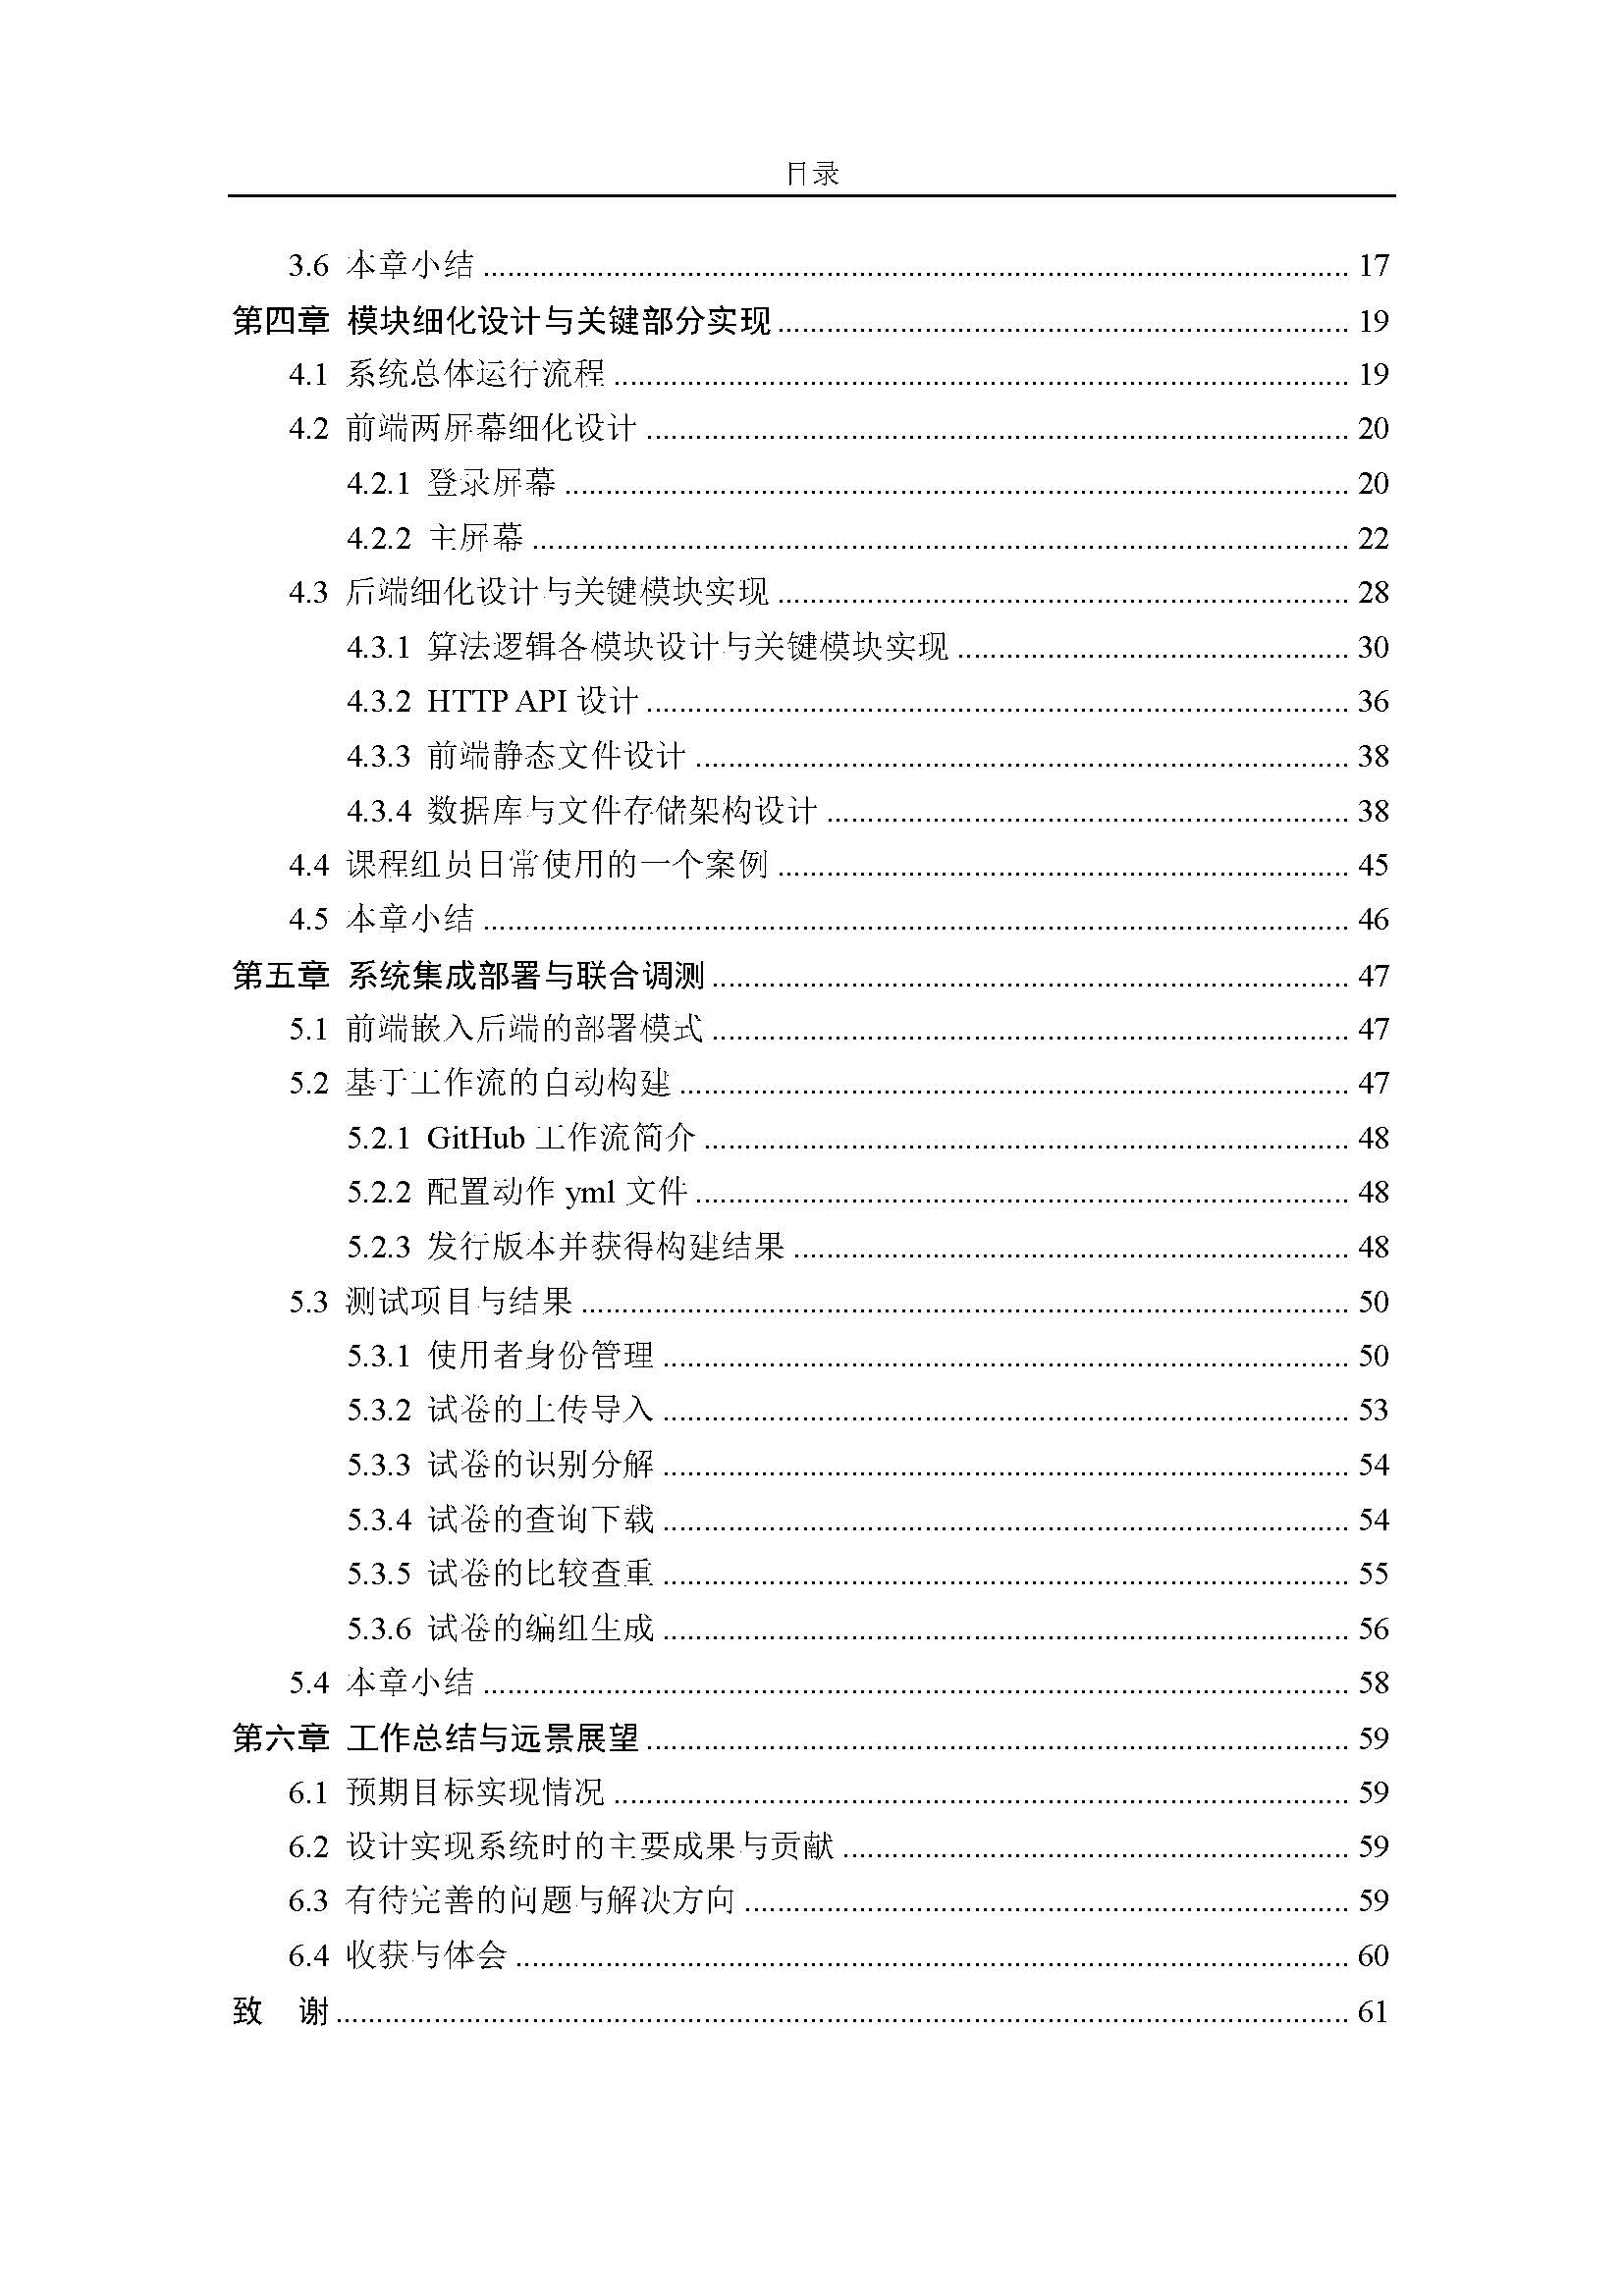 目录
3.6 本章小结 ........ 17
第四章 模块细化设计与关键部分实现 ........ 19
4.1 系统总体运行流程 ........ 19
4.2 前端两屏幕细化设计 ........ 20
4.2.1 登录屏幕 ........ 20
4.2.2 主屏幕 ........ 22
4.3 后端细化设计与关键模块实现 ........ 28
4.3.1 算法逻辑各模块设计与关键模块实现 ........ 30
4.3.2 HTTP API 设计 ........ 36
4.3.3 前端静态文件设计 ........ 38
4.3.4 数据库与文件存储架构设计 ........ 38
4.4 课程组员日常使用的一个案例 ........ 45
4.5 本章小结 ........ 46
第五章 系统集成部署与联合调测 ........ 47
5.1 前端嵌入后端的部署模式 ........ 47
5.2 基于工作流的自动构建 ........ 47
5.2.1 GitHub 工作流简介 ........ 48
5.2.2 配置动作 yml 文件 ........ 48
5.2.3 发行版本并获得构建结果 ........ 48
5.3 测试项目与结果 ........ 50
5.3.1 使用者身份管理 ........ 50
5.3.2 试卷的上传导入 ........ 53
5.3.3 试卷的识别分解 ........ 54
5.3.4 试卷的查询下载 ........ 54
5.3.5 试卷的比较查重 ........ 55
5.3.6 试卷的编组生成 ........ 56
5.4 本章小结 ........ 58
第六章 工作总结与远景展望 ........ 59
6.1 预期目标实现情况 ........ 59
6.2 设计实现系统时的主要成果与贡献 ........ 59
6.3 有待完善的问题与解决方向 ........ 59
6.4 收获与体会 ........ 60
致 谢 ........ 61